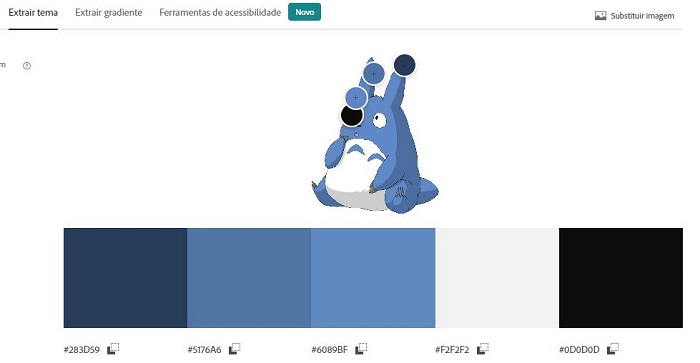 Extrair tema Extrair gradiente Ferramentas de acessibilidade Novo
Substituir imagem
m
#283D59 #5176A6 #6089BF #F2F2F2 #0D0D0D